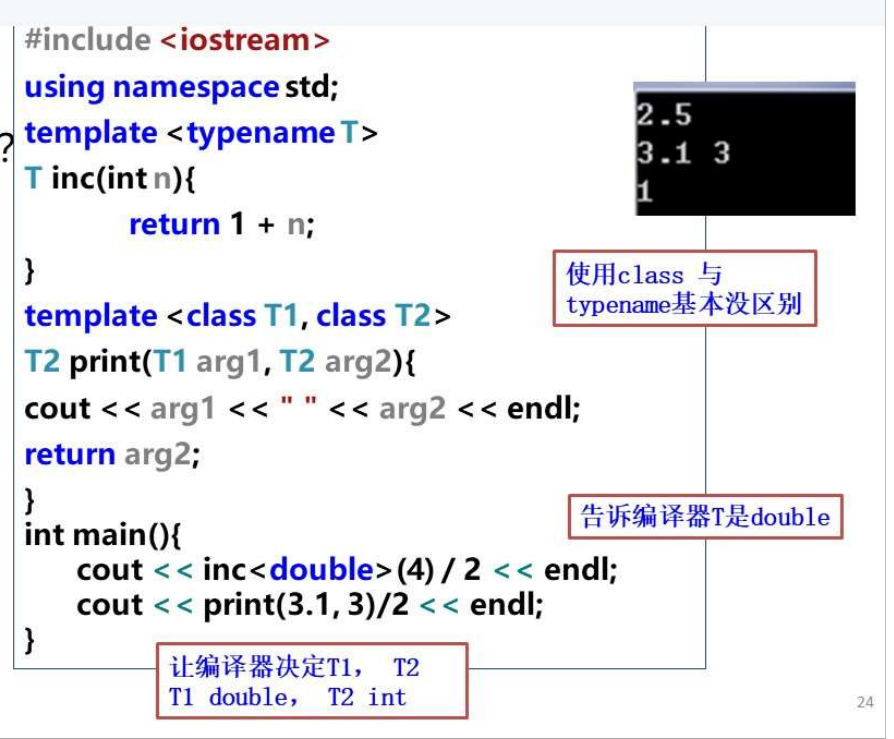 #include <iostream>
using namespace std;
?
template <typename T>
T inc(int n){
return 1 + n;
}
template <class T1, class T2>
T2 print(T1 arg1, T2 arg2){
cout << arg1 << " " << arg2 << endl;
return arg2;
}
int main(){
cout << inc<double>(4) / 2 << endl;
cout << print(3.1, 3)/2 << endl;
}
2.5
3.1 3
1
使用class 与
typename基本没区别
告诉编译器T是double
让编译器决定T1， T2
T1 double， T2 int
24